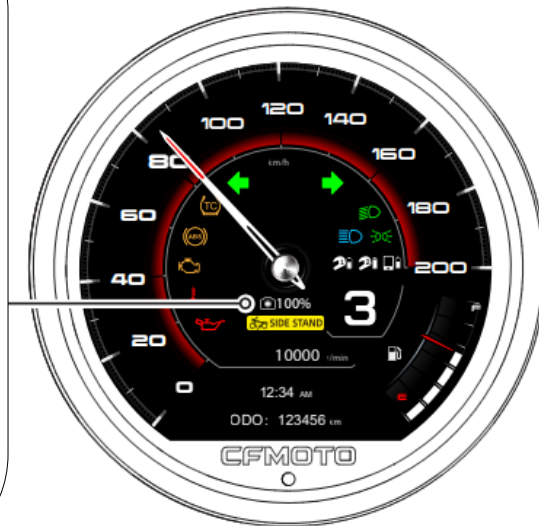 120
100
140
80
160
km/h
TC
60
180
ABS
40
200
100%
3
SIDE STAND
F
20
10000 r/min
E
0
12:34 AM
ODO: 123456 km
CFMOTO